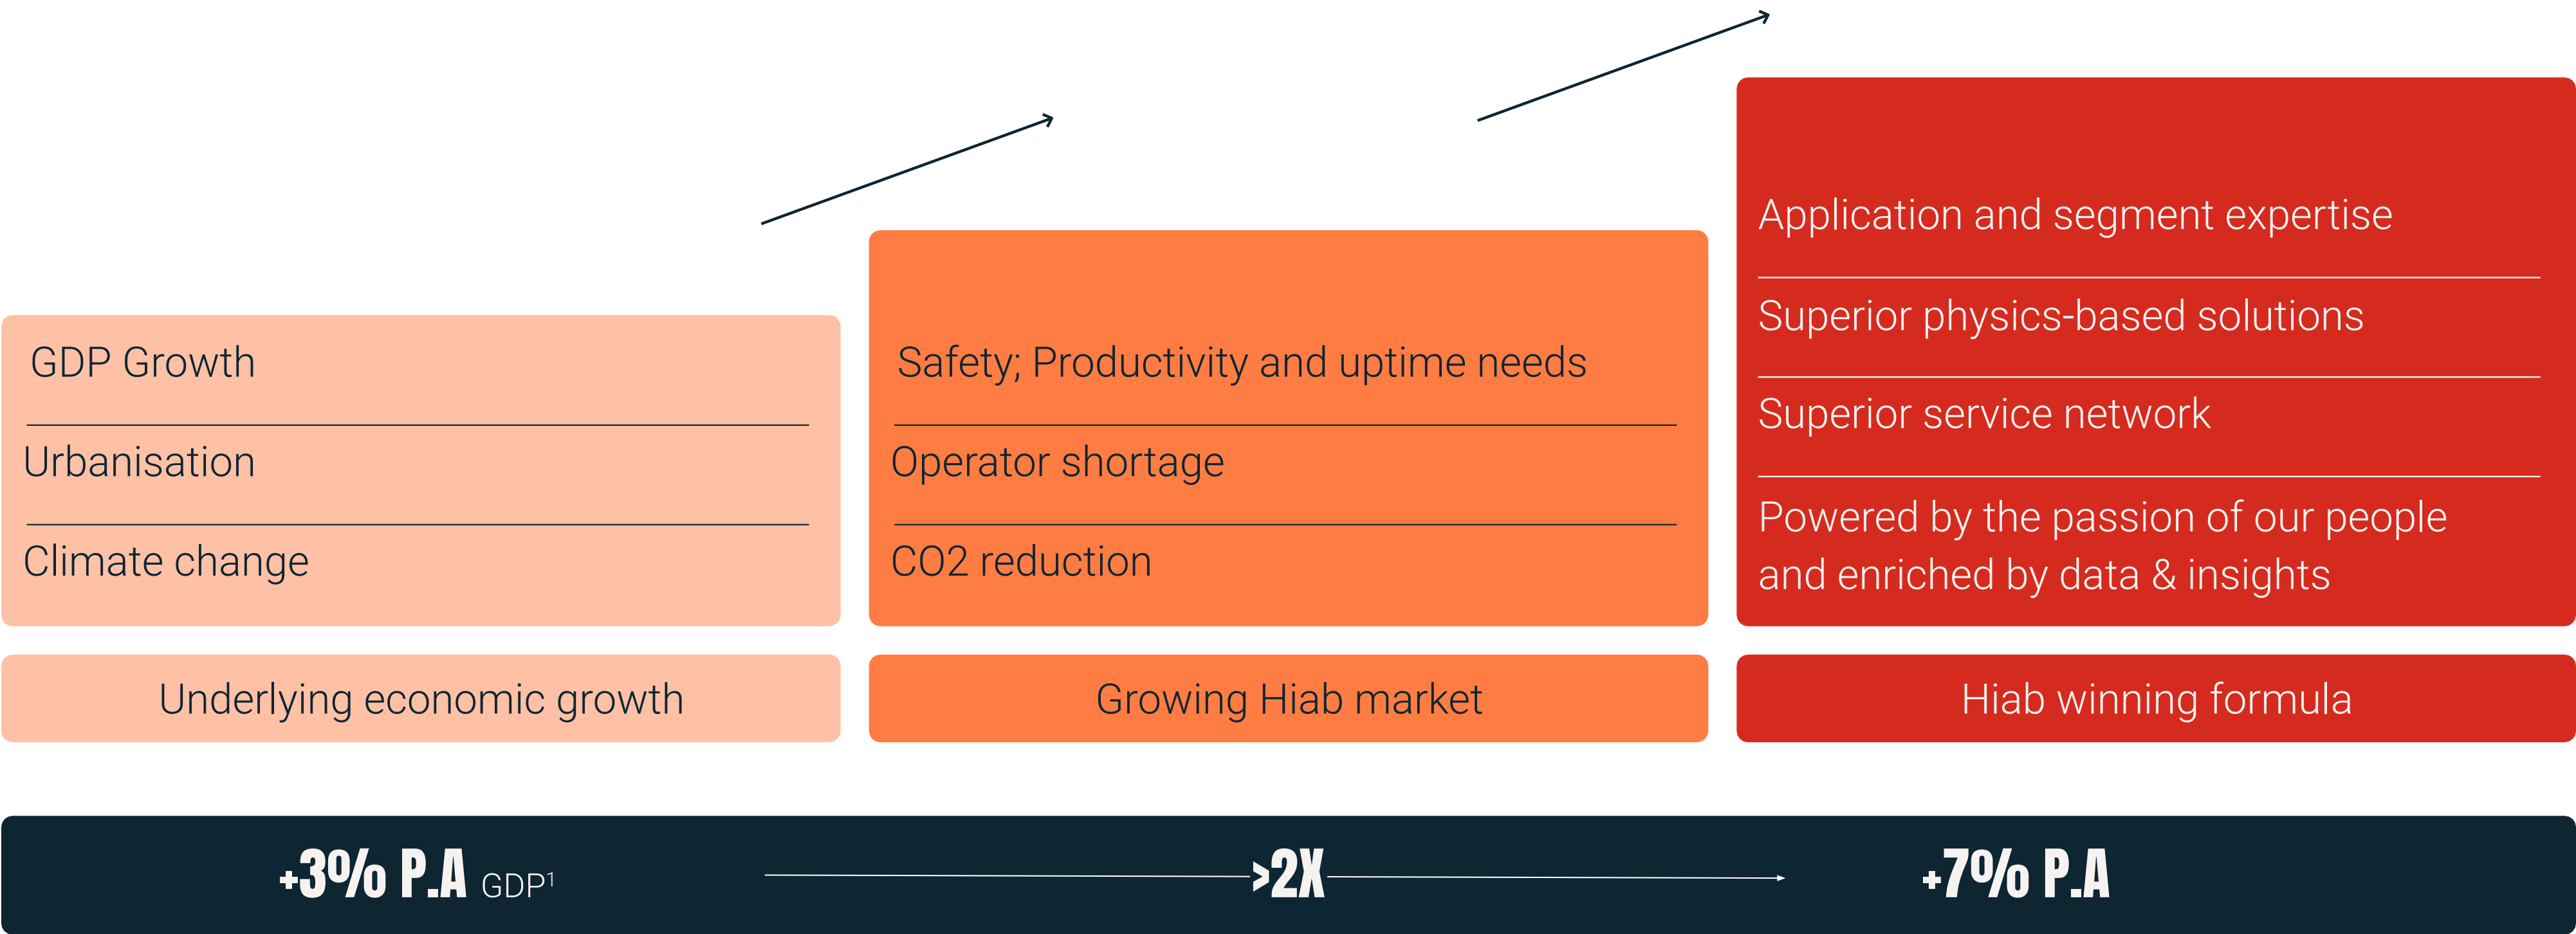 GDP Growth
Urbanisation
Climate change
Underlying economic growth
Safety; Productivity and uptime needs
Operator shortage
CO2 reduction
Growing Hiab market
Application and segment expertise
Superior physics-based solutions
Superior service network
Powered by the passion of our people
and enriched by data & insights
Hiab winning formula
+3% P.A GDP¹
>2X
+7% P.A